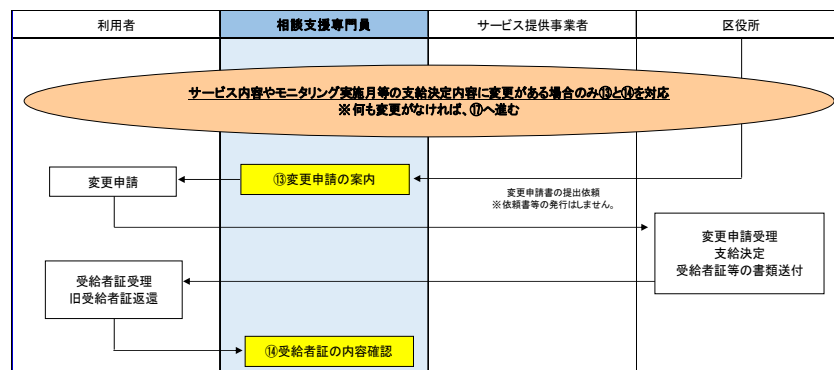 利用者
相談支援専門員
サービス提供事業者
区役所
サービス内容やモニタリング実施月等の支給決定内容に変更がある場合のみ⑬と⑭を対応
※何も変更がなければ、⑰へ進む
変更申請
⑬変更申請の案内
変更申請書の提出依頼
※依頼書等の発行はしません。
変更申請受理
支給決定
受給者証等の書類送付
受給者証受理
旧受給者証返還
⑭受給者証の内容確認